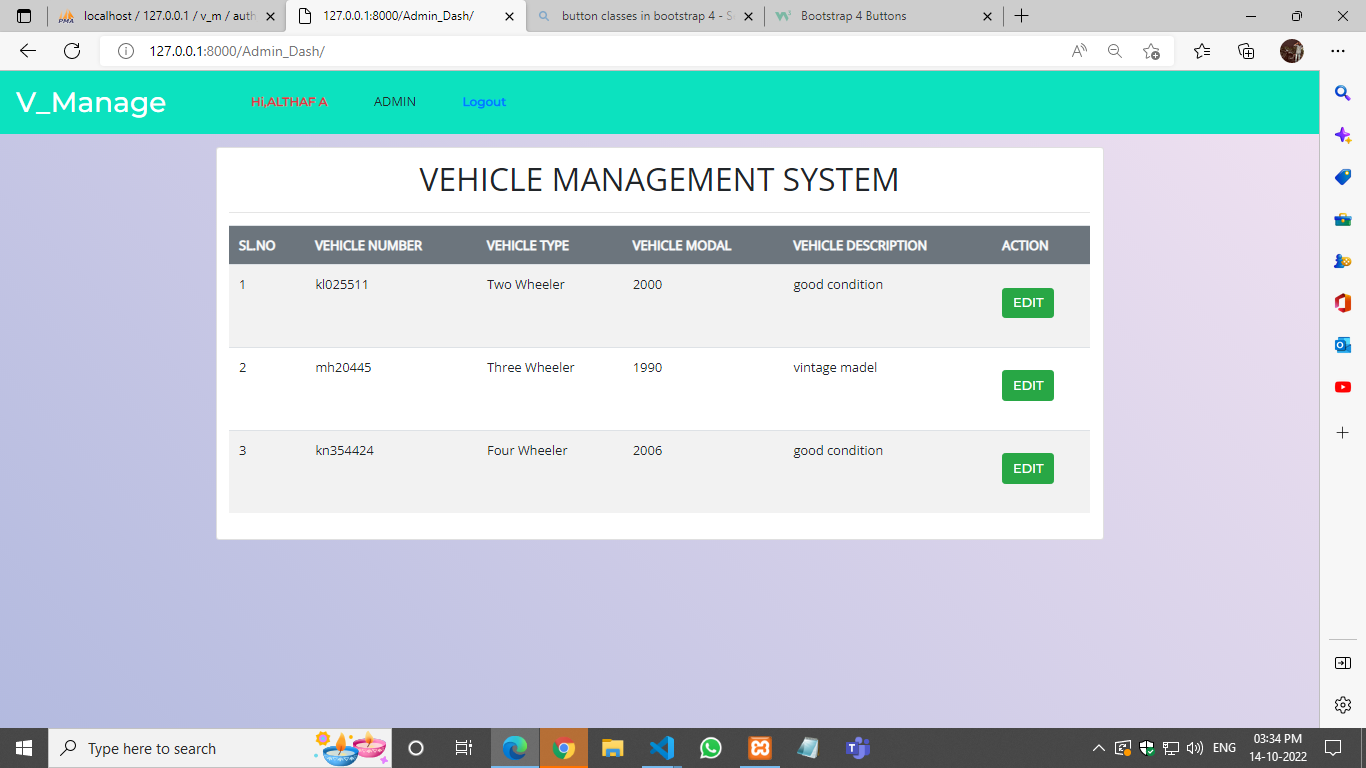 localhost / 127.0.0.1 / v_m / auth
127.0.0.1:8000/Admin_Dash/
button classes in bootstrap 4 - S
Bootstrap 4 Buttons
127.0.0.1:8000/Admin_Dash/
V_Manage
Hi,ALTHAF A
ADMIN
Logout
VEHICLE MANAGEMENT SYSTEM
SL.NO VEHICLE NUMBER VEHICLE TYPE VEHICLE MODAL VEHICLE DESCRIPTION ACTION
1 kl025511 Two Wheeler 2000 good condition
EDIT
2 mh20445 Three Wheeler 1990 vintage madel
EDIT
3 kn354424 Four Wheeler 2006 good condition
EDIT
Type here to search
ENG
03:34 PM
14-10-2022